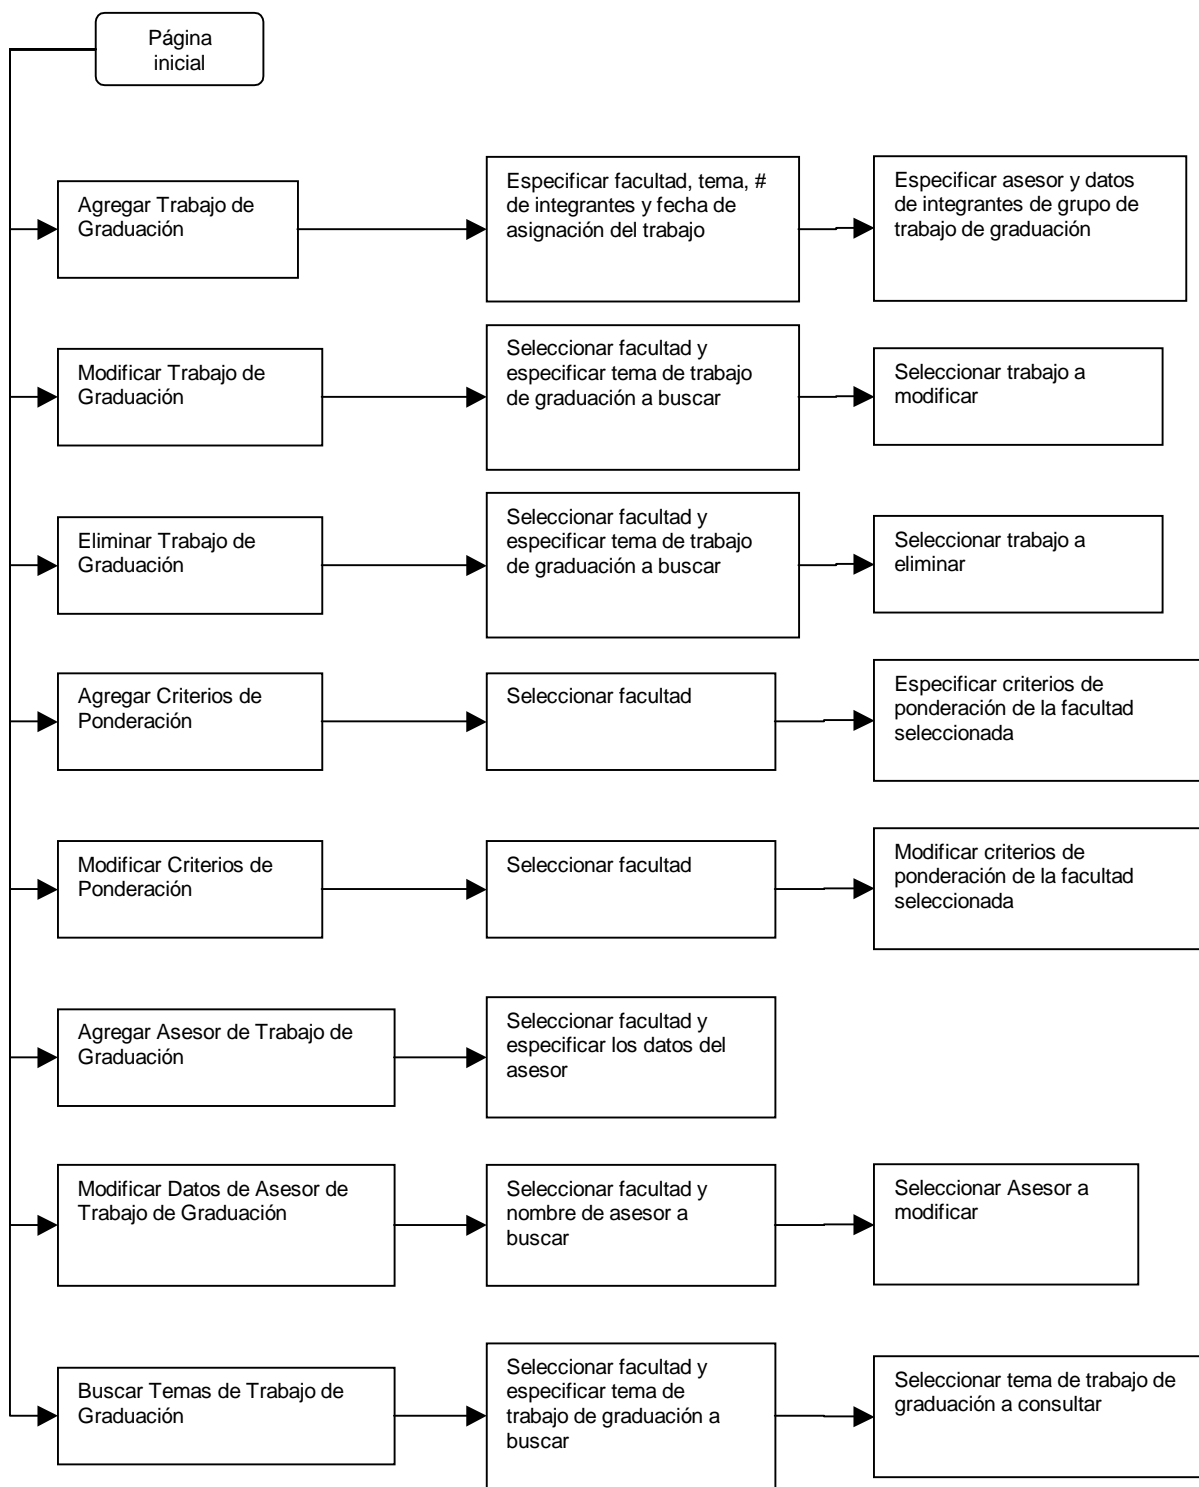 Página
inicial
Agregar Trabajo de
Graduación
Especificar facultad, tema, #
de integrantes y fecha de
asignación del trabajo
Especificar asesor y datos
de integrantes de grupo de
trabajo de graduación
Modificar Trabajo de
Graduación
Seleccionar facultad y
especificar tema de trabajo
de graduación a buscar
Seleccionar trabajo a
modificar
Eliminar Trabajo de
Graduación
Seleccionar facultad y
especificar tema de trabajo
de graduación a buscar
Seleccionar trabajo a
eliminar
Agregar Criterios de
Ponderación
Seleccionar facultad
Especificar criterios de
ponderación de la facultad
seleccionada
Modificar Criterios de
Ponderación
Seleccionar facultad
Modificar criterios de
ponderación de la facultad
seleccionada
Agregar Asesor de Trabajo de
Graduación
Seleccionar facultad y
especificar los datos del
asesor
Modificar Datos de Asesor de
Trabajo de Graduación
Seleccionar facultad y
nombre de asesor a
buscar
Seleccionar Asesor a
modificar
Buscar Temas de Trabajo de
Graduación
Seleccionar facultad y
especificar tema de
trabajo de graduación a
buscar
Seleccionar tema de trabajo de
graduación a consultar